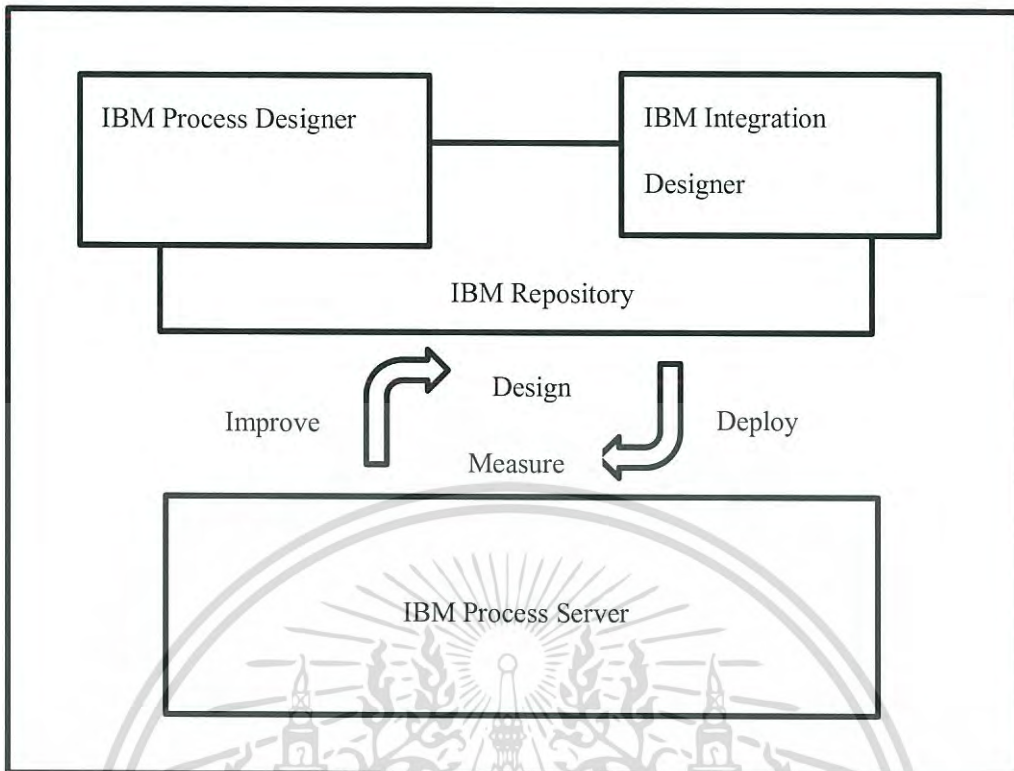 IBM Process Designer
IBM Integration
Designer
IBM Repository
Design
Improve
Deploy
Measure
IBM Process Server